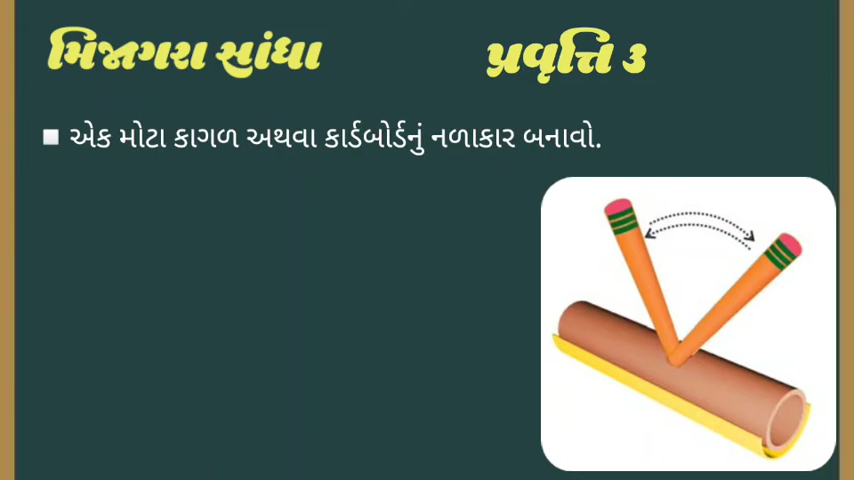 મિજાગરા સાંધા
પ્રવૃત્તિ ૩
એક મોટા કાગળ અથવા કાર્ડબોર્ડનું નળાકાર બનાવો.